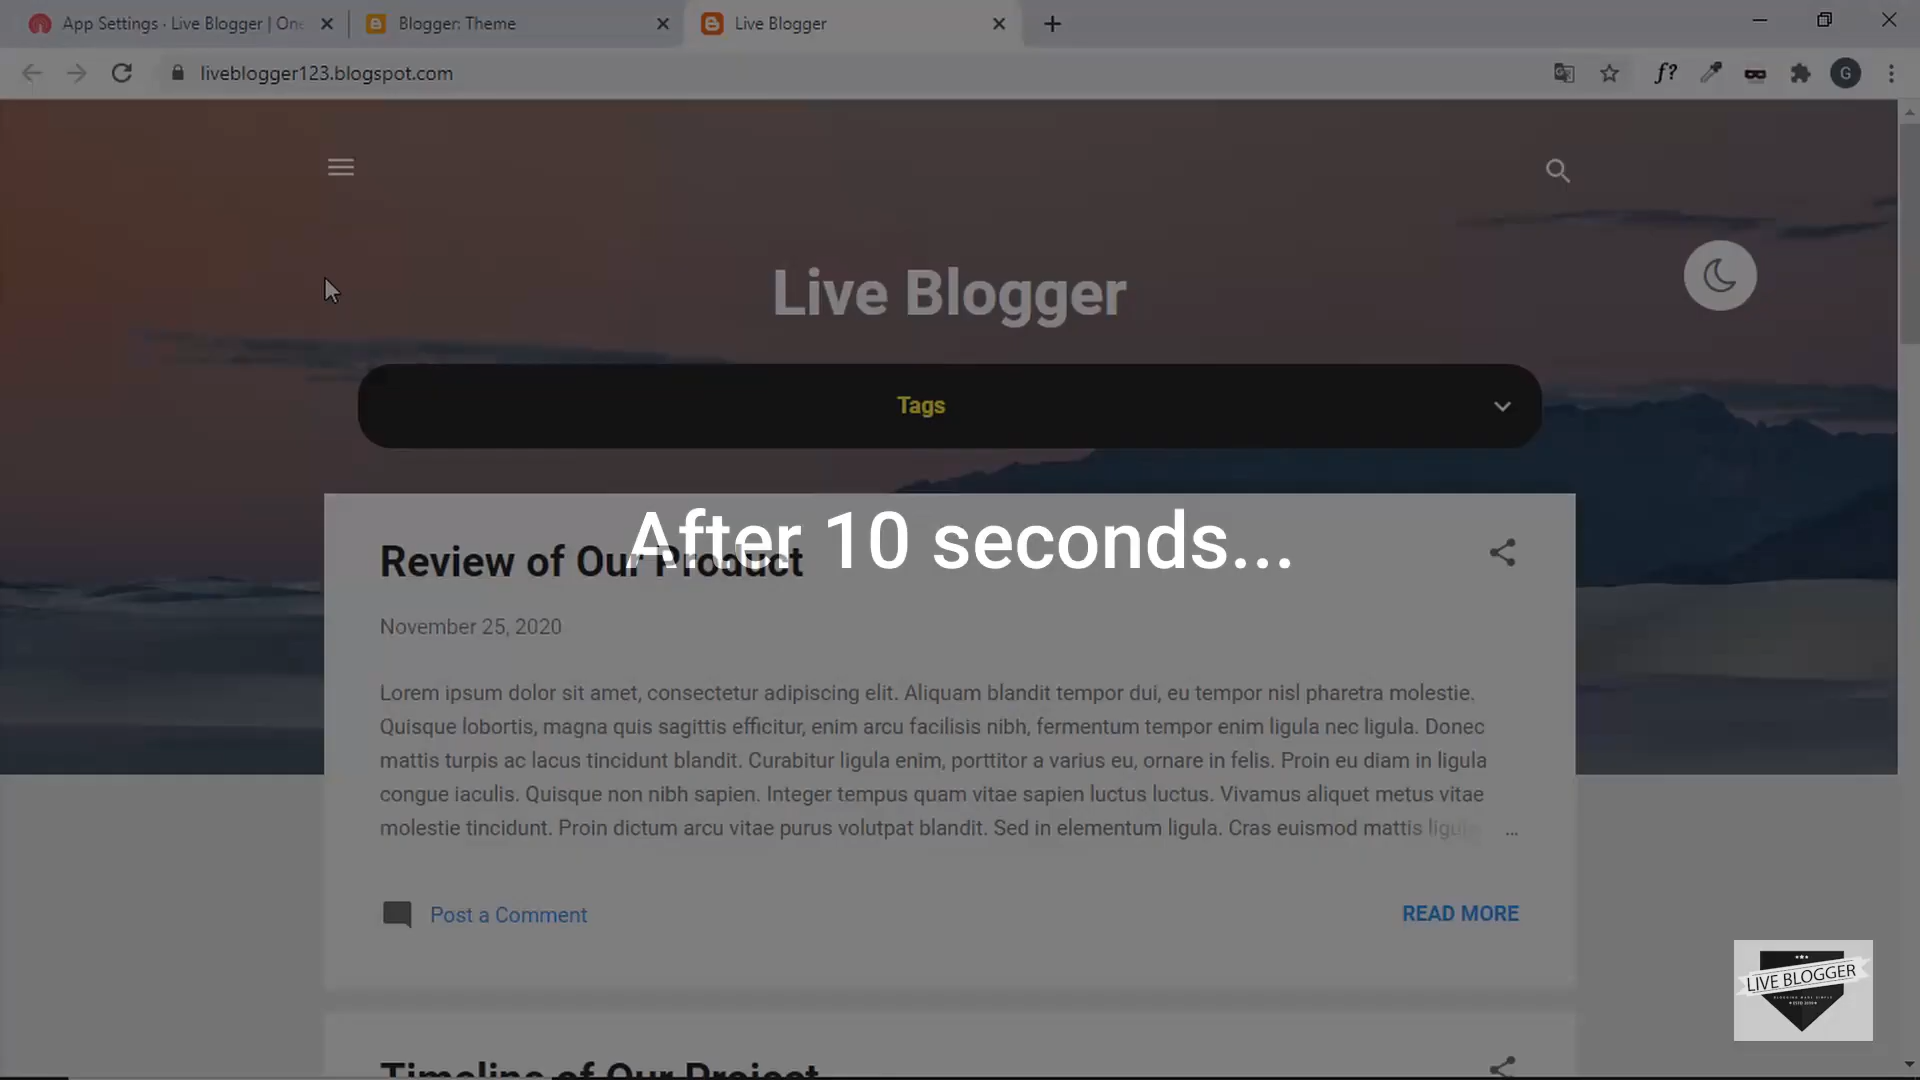 App Settings · Live Blogger | One
Blogger: Theme
Live Blogger
liveblogger123.blogspot.com
f?
G
Live Blogger
Tags
After 10 seconds...
Review of Our Product
November 25, 2020
Lorem ipsum dolor sit amet, consectetur adipiscing elit. Aliquam blandit tempor dui, eu tempor nisl pharetra molestie.
Quisque lobortis, magna quis sagittis efficitur, enim arcu facilisis nibh, fermentum tempor enim ligula nec ligula. Donec
mattis turpis ac lacus tincidunt blandit. Curabitur ligula enim, porttitor a varius eu, ornare in felis. Proin eu diam in ligula
congue iaculis. Quisque non nibh sapien. Integer tempus quam vitae sapien luctus luctus. Vivamus aliquet metus vitae
molestie tincidunt. Proin dictum arcu vitae purus volutpat blandit. Sed in elementum ligula. Cras euismod mattis ligul ...
Post a Comment
READ MORE
LIVE BLOGGER
Timeline of Our Project